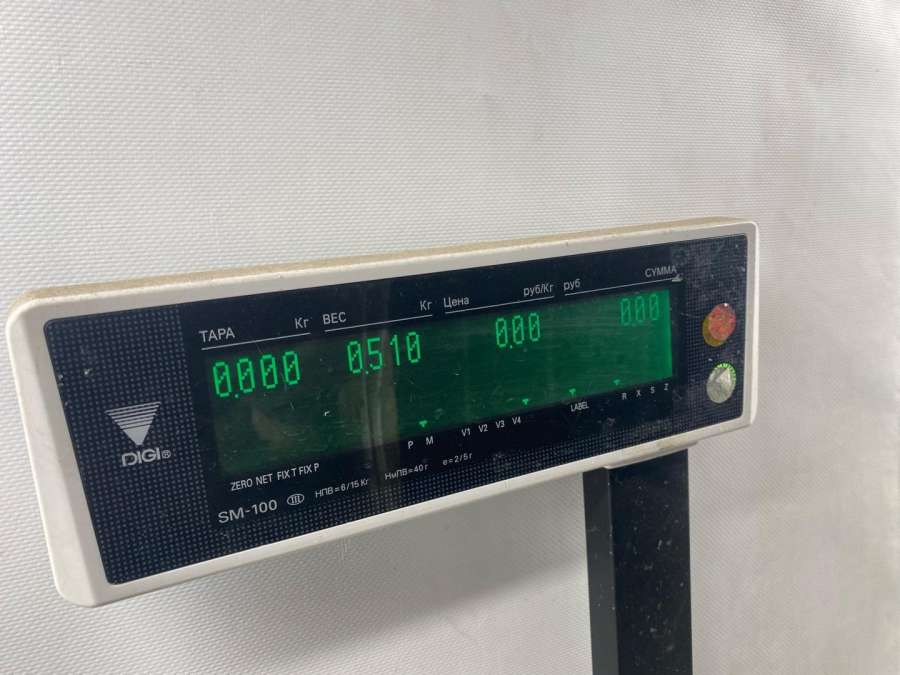 ТАРА Кг ВЕС Кг Цена руб/Кг руб СУММА
0.000 0.510 0.00 0.00
P M V1 V2 V3 V4 LABEL R X S Z
DIGI®
ZERO NET FIX T FIX P
SM-100 III НПВ=6/15 Кг НмПВ=40 г e=2/5 г